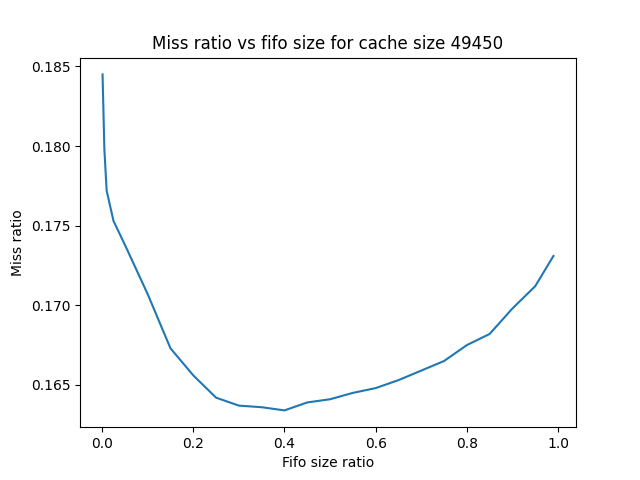 Miss ratio vs fifo size for cache size 49450
0.185
0.180
0.175
0.170
0.165
Miss ratio
0.0 0.2 0.4 0.6 0.8 1.0
Fifo size ratio